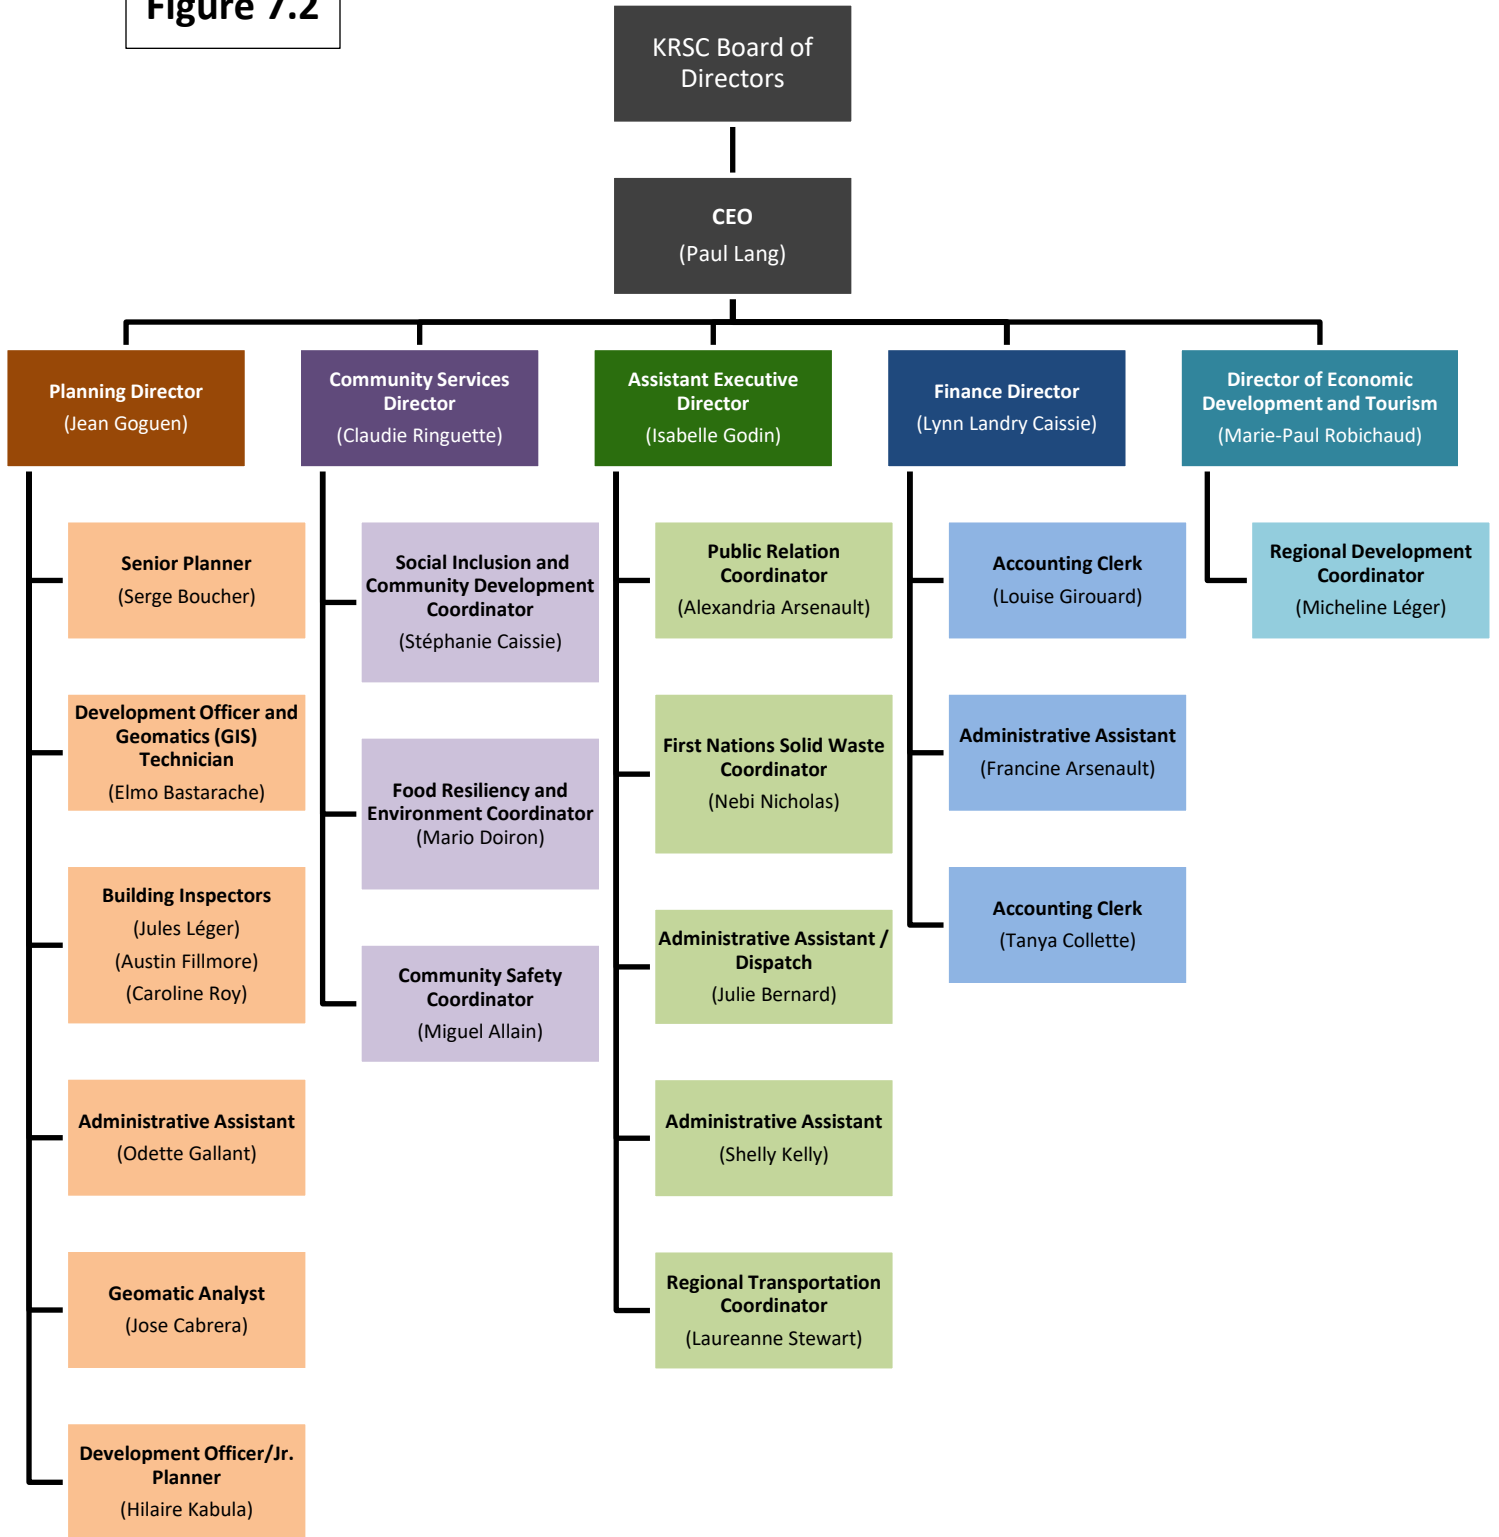 Figure 7.2
KRSC Board of
Directors
CEO
(Paul Lang)
Planning Director
(Jean Goguen)
Community Services
Director
(Claudie Ringuette)
Assistant Executive
Director
(Isabelle Godin)
Finance Director
(Lynn Landry Caissie)
Director of Economic
Development and Tourism
(Marie-Paul Robichaud)
Senior Planner
(Serge Boucher)
Development Officer and
Geomatics (GIS)
Technician
(Elmo Bastarache)
Building Inspectors
(Jules Léger)
(Austin Fillmore)
(Caroline Roy)
Administrative Assistant
(Odette Gallant)
Geomatic Analyst
(Jose Cabrera)
Development Officer/Jr.
Planner
(Hilaire Kabula)
Social Inclusion and
Community Development
Coordinator
(Stéphanie Caissie)
Food Resiliency and
Environment Coordinator
(Mario Doiron)
Community Safety
Coordinator
(Miguel Allain)
Public Relation
Coordinator
(Alexandria Arsenault)
First Nations Solid Waste
Coordinator
(Nebi Nicholas)
Administrative Assistant /
Dispatch
(Julie Bernard)
Administrative Assistant
(Shelly Kelly)
Regional Transportation
Coordinator
(Laureanne Stewart)
Accounting Clerk
(Louise Girouard)
Administrative Assistant
(Francine Arsenault)
Accounting Clerk
(Tanya Collette)
Regional Development
Coordinator
(Micheline Léger)